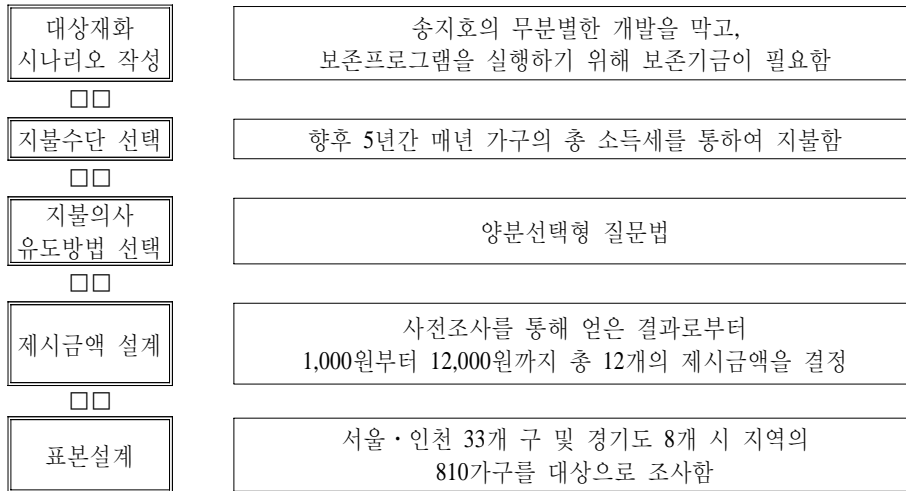 대상재화
시나리오 작성
송지호의 무분별한 개발을 막고,
보존프로그램을 실행하기 위해 보존기금이 필요함
□□
지불수단 선택
향후 5년간 매년 가구의 총 소득세를 통하여 지불함
□□
지불의사
유도방법 선택
양분선택형 질문법
□□
제시금액 설계
사전조사를 통해 얻은 결과로부터
1,000원부터 12,000원까지 총 12개의 제시금액을 결정
□□
표본설계
서울・인천 33개 구 및 경기도 8개 시 지역의
810가구를 대상으로 조사함